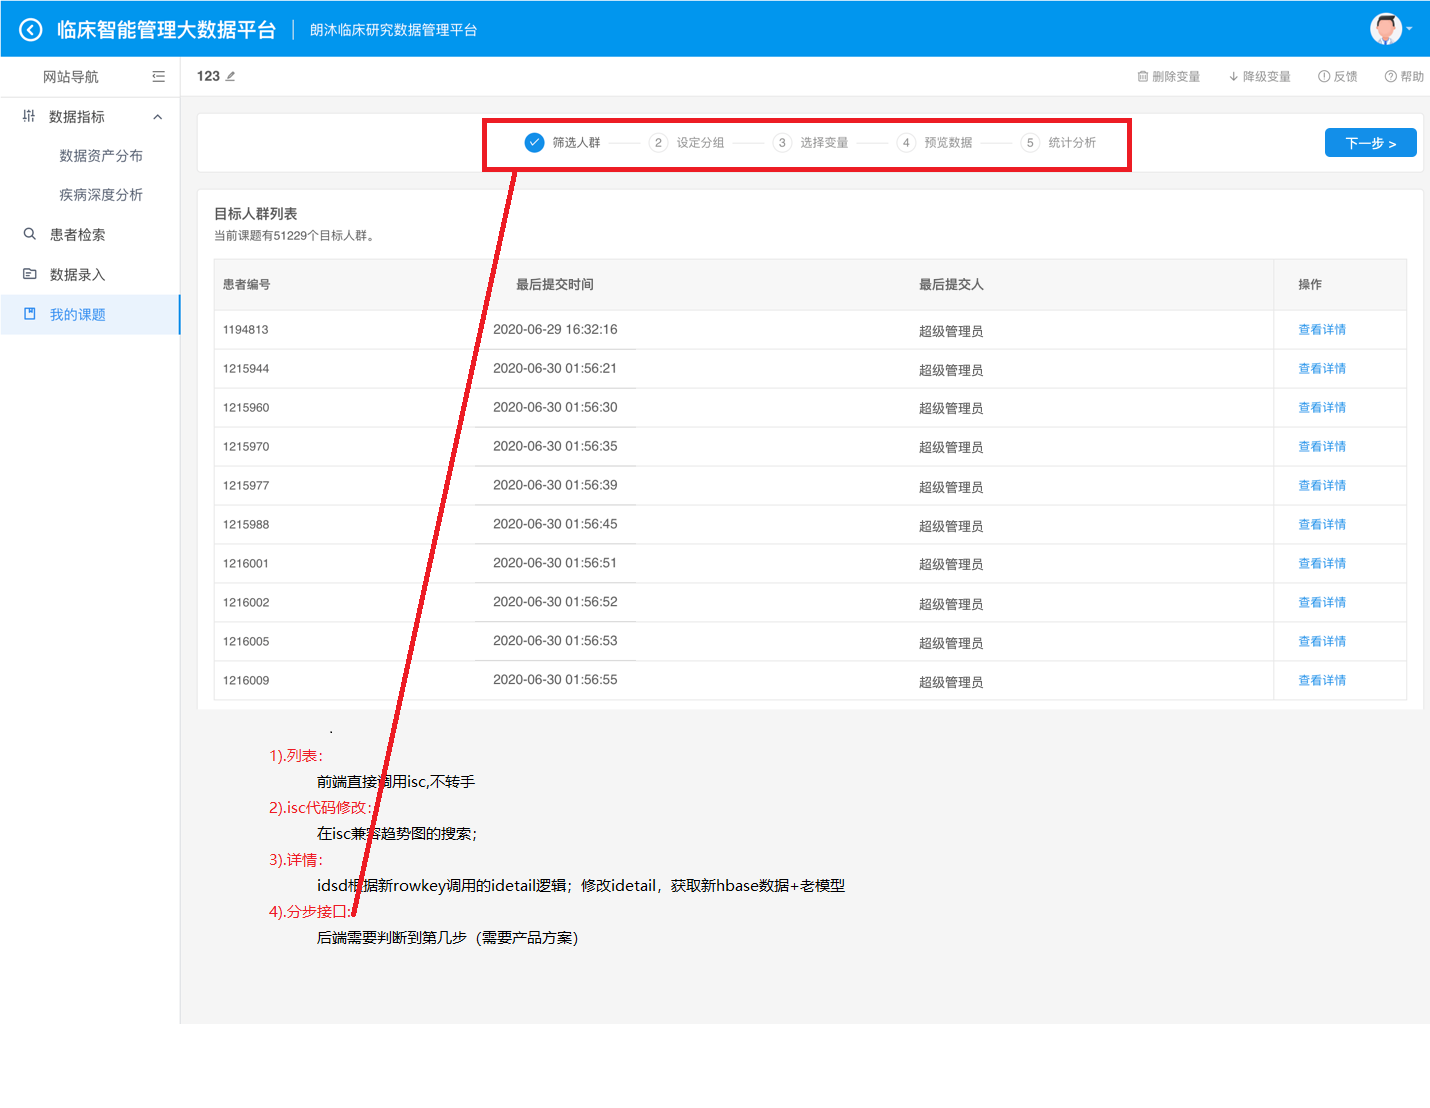 临床智能管理大数据平台 朗沐临床研究数据管理平台
网站导航
123 删除变量 降级变量 反馈 帮助
数据指标
数据资产分布
疾病深度分析
患者检索
数据录入
我的课题
筛选人群 2 设定分组 3 选择变量 4 预览数据 5 统计分析 下一步 >
目标人群列表
当前课题有51229个目标人群。
患者编号 最后提交时间 最后提交人 操作
1194813 2020-06-29 16:32:16 超级管理员 查看详情
1215944 2020-06-30 01:56:21 超级管理员 查看详情
1215960 2020-06-30 01:56:30 超级管理员 查看详情
1215970 2020-06-30 01:56:35 超级管理员 查看详情
1215977 2020-06-30 01:56:39 超级管理员 查看详情
1215988 2020-06-30 01:56:45 超级管理员 查看详情
1216001 2020-06-30 01:56:51 超级管理员 查看详情
1216002 2020-06-30 01:56:52 超级管理员 查看详情
1216005 2020-06-30 01:56:53 超级管理员 查看详情
1216009 2020-06-30 01:56:55 超级管理员 查看详情
.
1).列表：
前端直接调用isc,不转手
2).isc代码修改：
在isc兼容趋势图的搜索；
3).详情：
idsd根据新rowkey调用的idetail逻辑；修改idetail，获取新hbase数据+老模型
4).分步接口:
后端需要判断到第几步（需要产品方案）